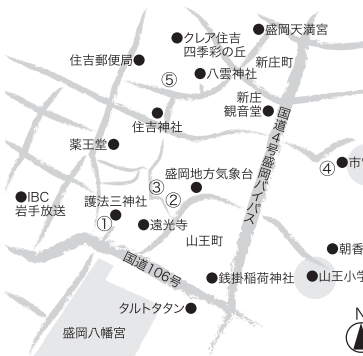 クレア住吉
四季彩の丘
盛岡天満宮
住吉郵便局
新庄町
八雲神社
⑤
新庄
観音堂
住吉神社
国道4号盛岡バイパス
薬王堂
④
市
盛岡地方気象台
③
②
IBC
岩手放送
護法三神社
①
遠光寺
山王町
朝香
国道106号
銭掛稲荷神社
山王小学
タルトタタン
盛岡八幡宮
N